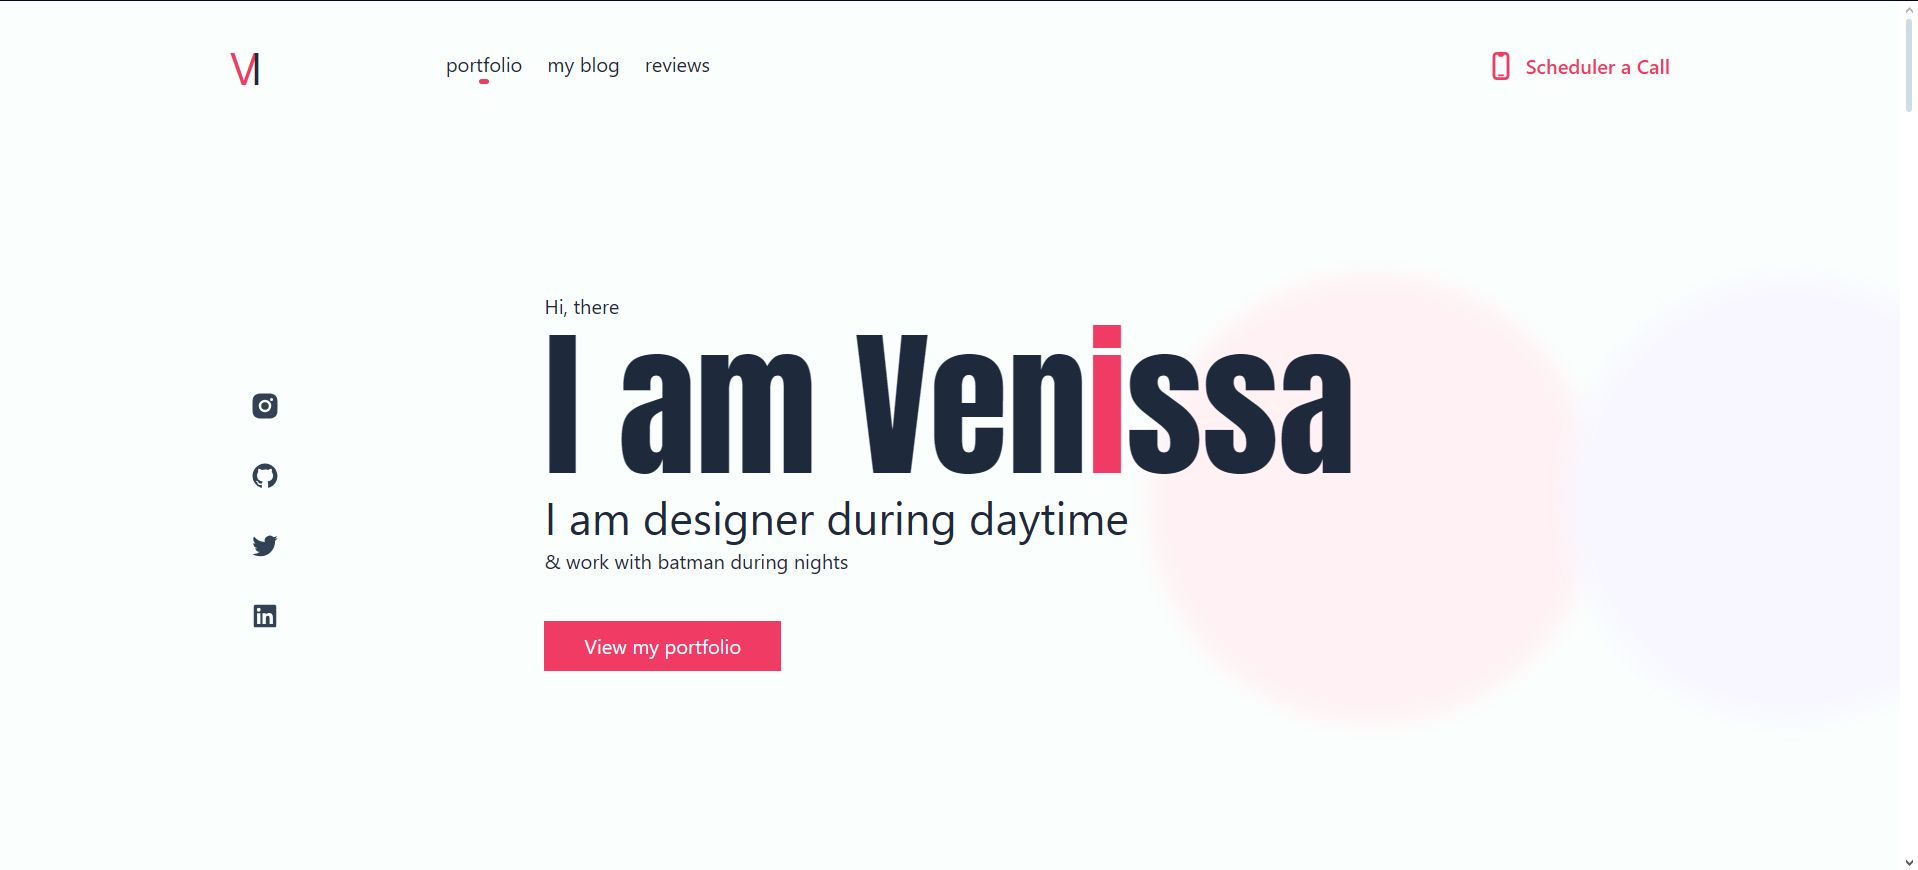 VI
portfolio my blog reviews
Scheduler a Call
Hi, there
I am Venissa
I am designer during daytime
& work with batman during nights
in
View my portfolio